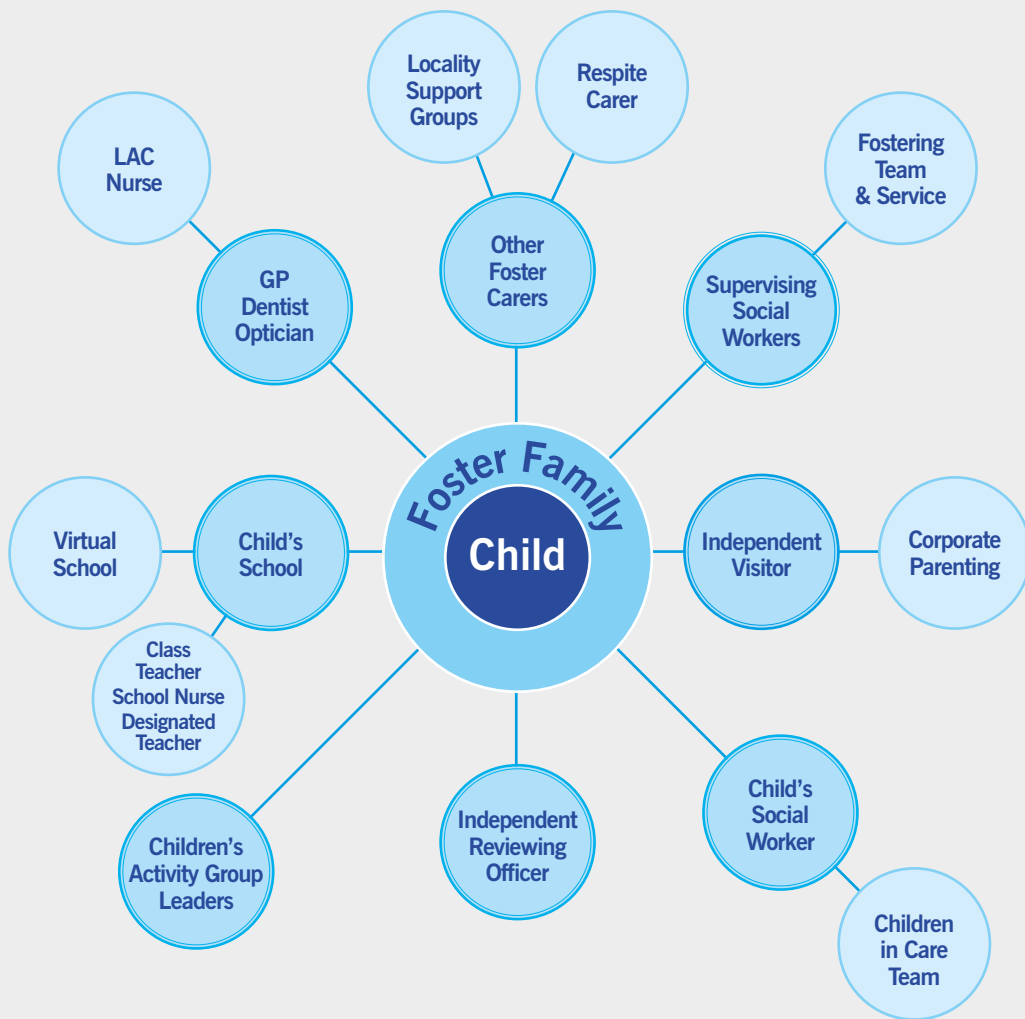 Locality
Support
Groups
Respite
Carer
LAC
Nurse
Fostering
Team
& Service
GP
Dentist
Optician
Other
Foster
Carers
Supervising
Social
Workers
Foster Family
Child
Virtual
School
Child's
School
Independent
Visitor
Corporate
Parenting
Class
Teacher
School Nurse
Designated
Teacher
Children's
Activity Group
Leaders
Independent
Reviewing
Officer
Child's
Social
Worker
Children
in Care
Team